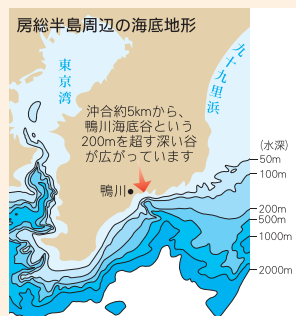 房総半島周辺の海底地形
東京湾
九十九里浜
沖合約5kmから、
鴨川海底谷という
200mを超す深い谷
が広がっています
鴨川
(水深)
50m
100m
200m
500m
1000m
2000m